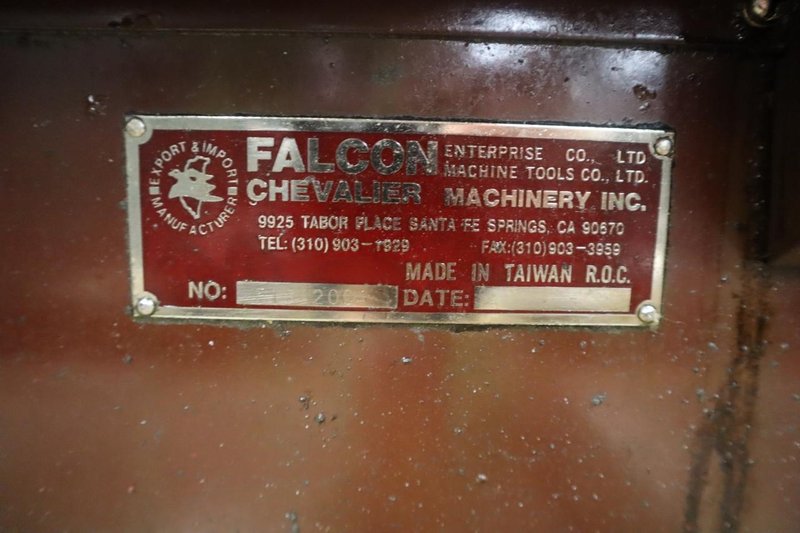 EXPORT & IMPORT
MANUFACTURER
FALCON ENTERPRISE CO., LTD
MACHINE TOOLS CO., LTD.
CHEVALIER MACHINERY INC.
9925 TABOR PLACE SANTA FE SPRINGS, CA 90670
TEL: (310) 903-1929 FAX:(310)903-3959
MADE IN TAIWAN R.O.C.
NO: DATE: